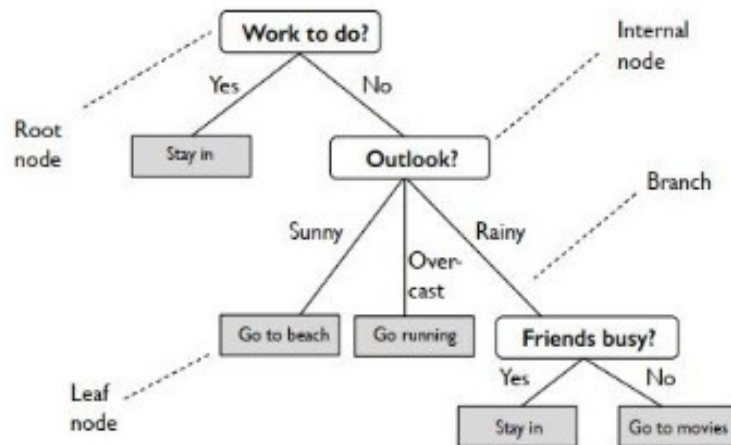 Work to do?
Internal
node
Yes
No
Root
node
Stay in
Outlook?
Branch
Sunny
Over-
cast
Rainy
Go to beach
Go running
Friends busy?
Leaf
node
Yes
No
Stay in
Go to movies